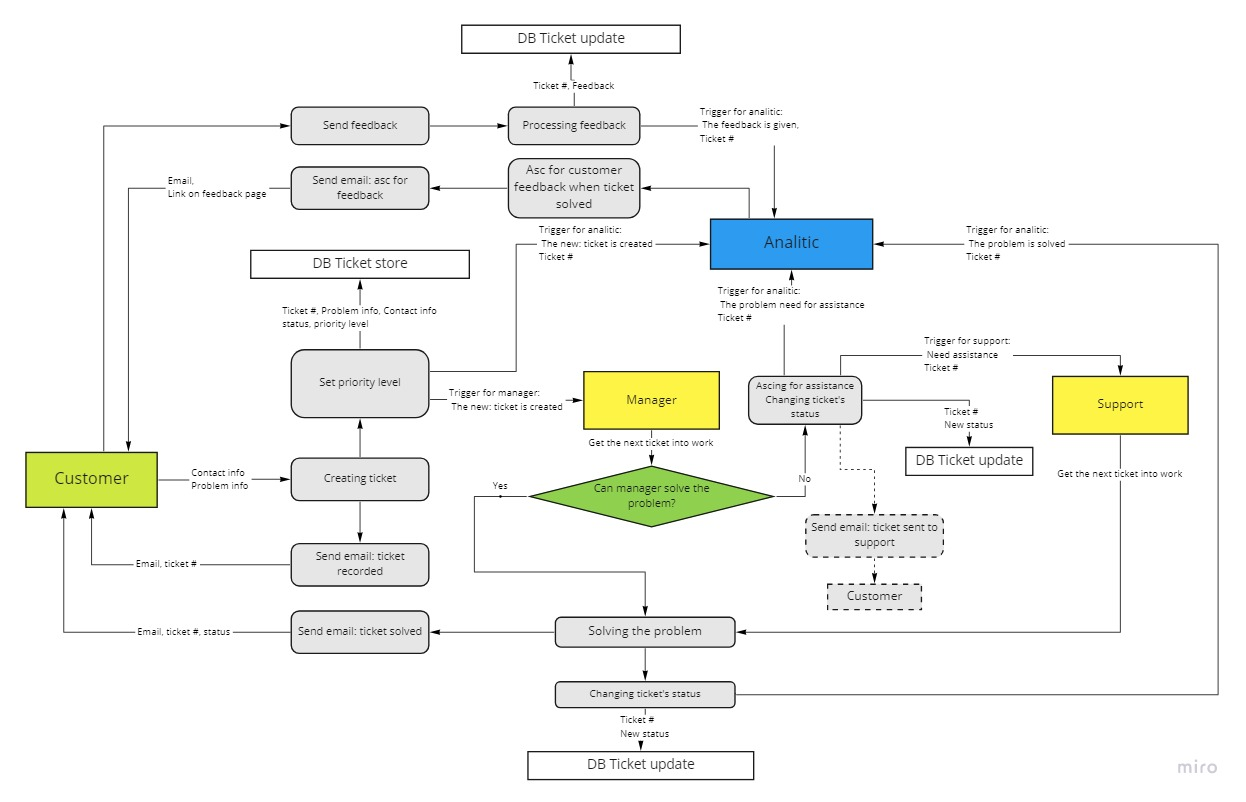 DB Ticket update
Ticket #, Feedback
Send feedback
Processing feedback
Trigger for analitic:
The feedback is given,
Ticket #
Email,
Link on feedback page
Send email: asc for
feedback
Asc for customer
feedback when ticket
solved
Trigger for analitic:
The new: ticket is created
Ticket #
Analitic
Trigger for analitic:
The problem is solved
Ticket #
DB Ticket store
Ticket #, Problem info, Contact info
status, priority level
Trigger for analitic:
The problem need for assistance
Ticket #
Set priority level
Trigger for manager:
The new: ticket is created
Manager
Ascing for assistance
Changing ticket's
status
Trigger for support:
Need assistance
Ticket #
Support
Ticket #
New status
DB Ticket update
Get the next ticket into work
Get the next ticket into work
Customer
Contact info
Problem info
Creating ticket
Yes
Can manager solve the
problem?
No
Send email: ticket sent to
support
Customer
Email, ticket #
Send email: ticket
recorded
Email, ticket #, status
Send email: ticket solved
Solving the problem
Changing ticket's status
Ticket #
New status
DB Ticket update
miro